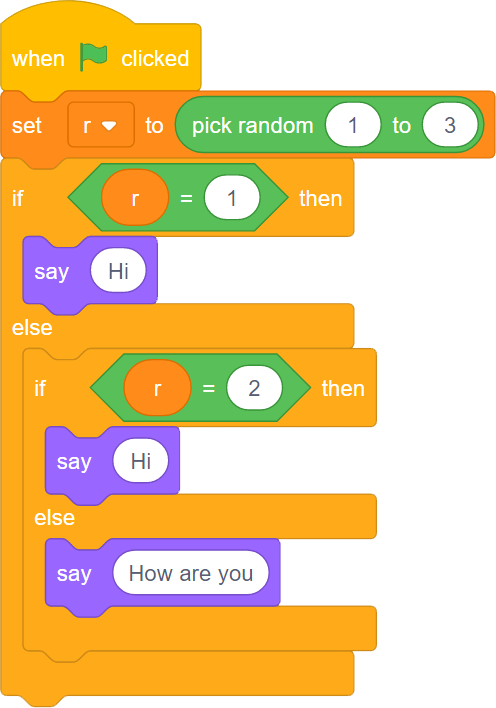 when clicked
set r to pick random 1 to 3
if r = 1 then
say Hi
else
if r = 2 then
say Hi
else
say How are you